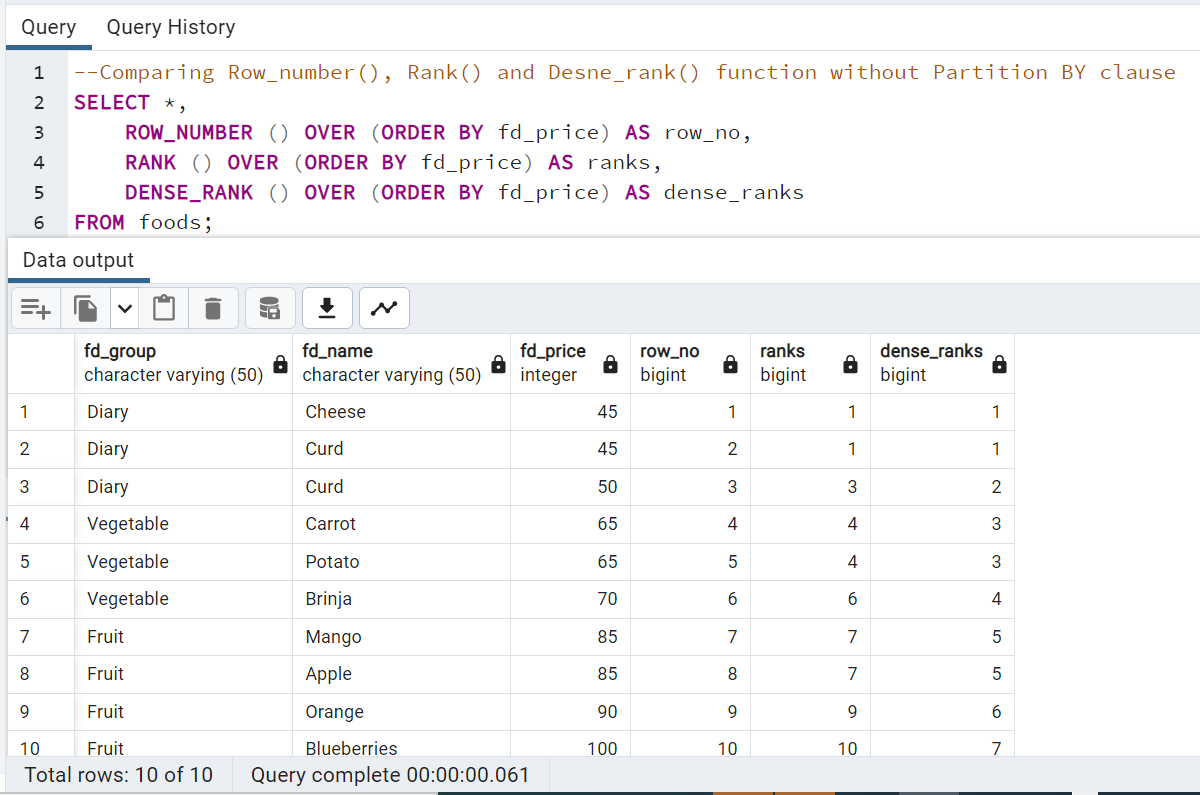 Query Query History
1 --Comparing Row_number(), Rank() and Desne_rank() function without Partition BY clause
2 SELECT *,
3 ROW_NUMBER () OVER (ORDER BY fd_price) AS row_no,
4 RANK () OVER (ORDER BY fd_price) AS ranks,
5 DENSE_RANK () OVER (ORDER BY fd_price) AS dense_ranks
6 FROM foods;
Data output
fd_group fd_name fd_price row_no ranks dense_ranks
character varying (50) character varying (50) integer bigint bigint bigint
1 Diary Cheese 45 1 1 1
2 Diary Curd 45 2 1 1
3 Diary Curd 50 3 3 2
4 Vegetable Carrot 65 4 4 3
5 Vegetable Potato 65 5 4 3
6 Vegetable Brinja 70 6 6 4
7 Fruit Mango 85 7 7 5
8 Fruit Apple 85 8 7 5
9 Fruit Orange 90 9 9 6
10 Fruit Blueberries 100 10 10 7
Total rows: 10 of 10 Query complete 00:00:00.061